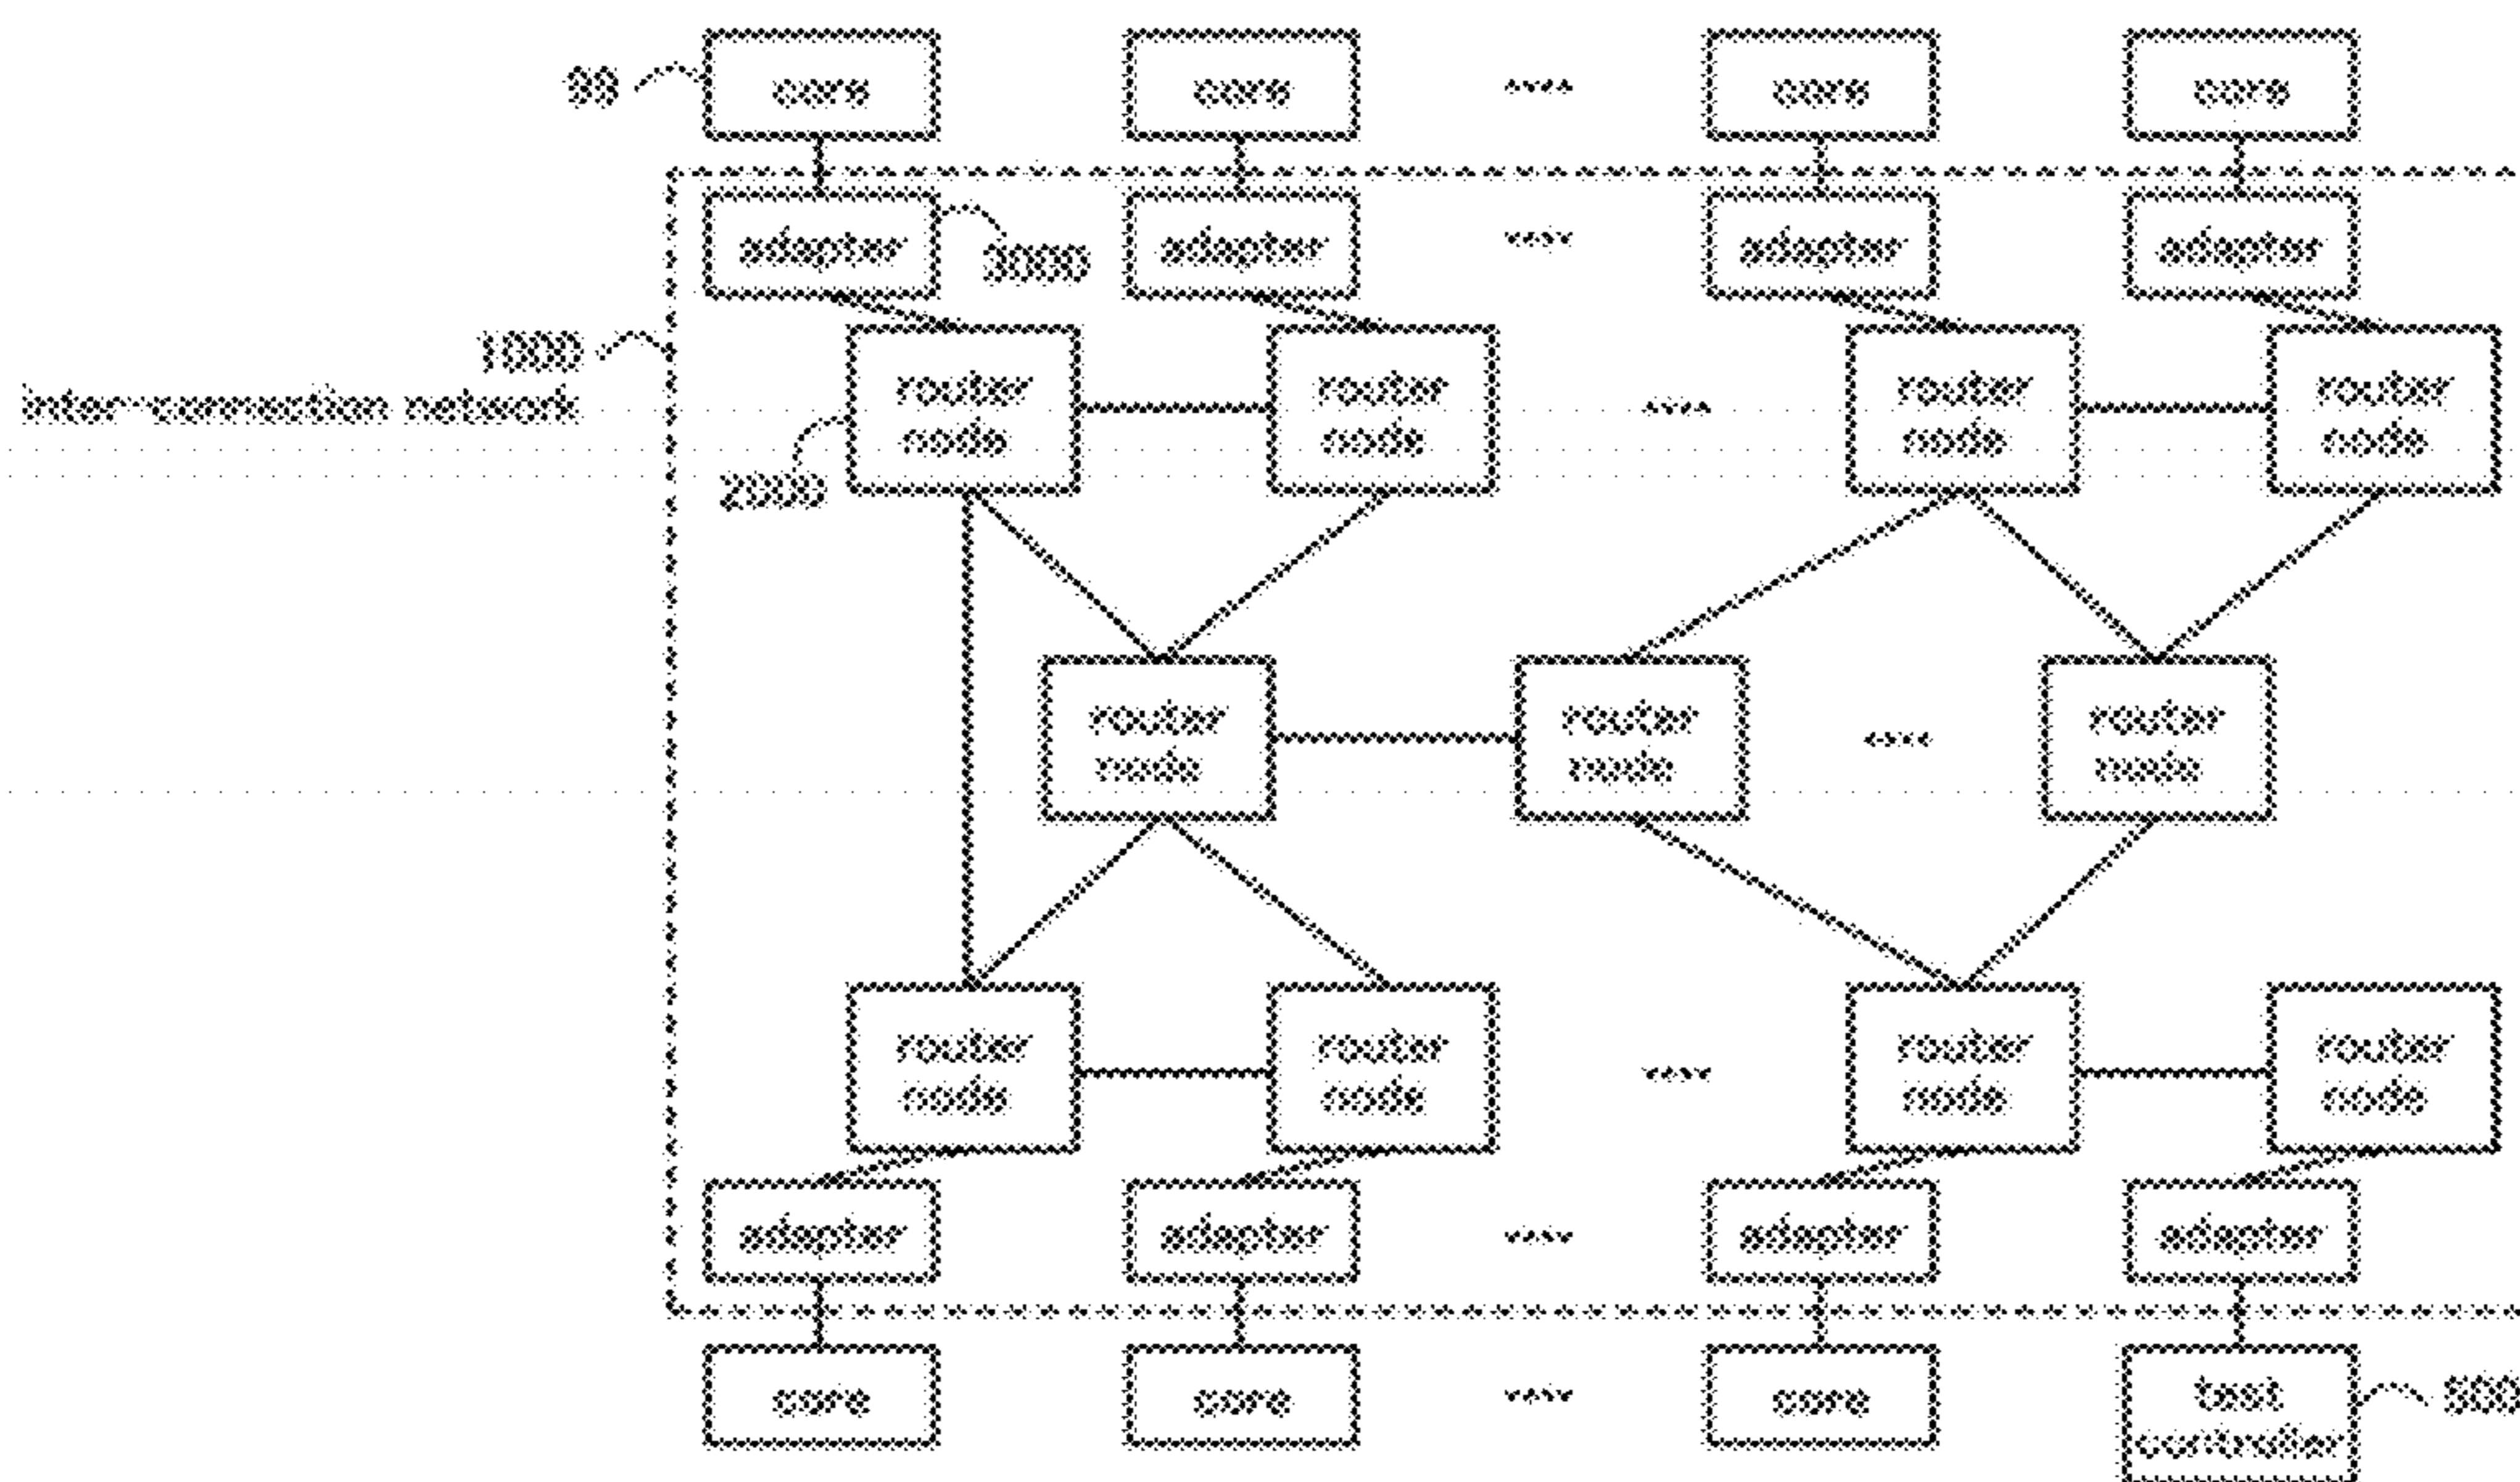 core core ···· core core
adapter adapter ···· adapter adapter
3000
1000
inter-connection network
router router ···· router router
node node node node
2000
router router ···· router
node node node
router router ···· router router
node node node node
adapter adapter ···· adapter adapter
core core ···· core test
controller